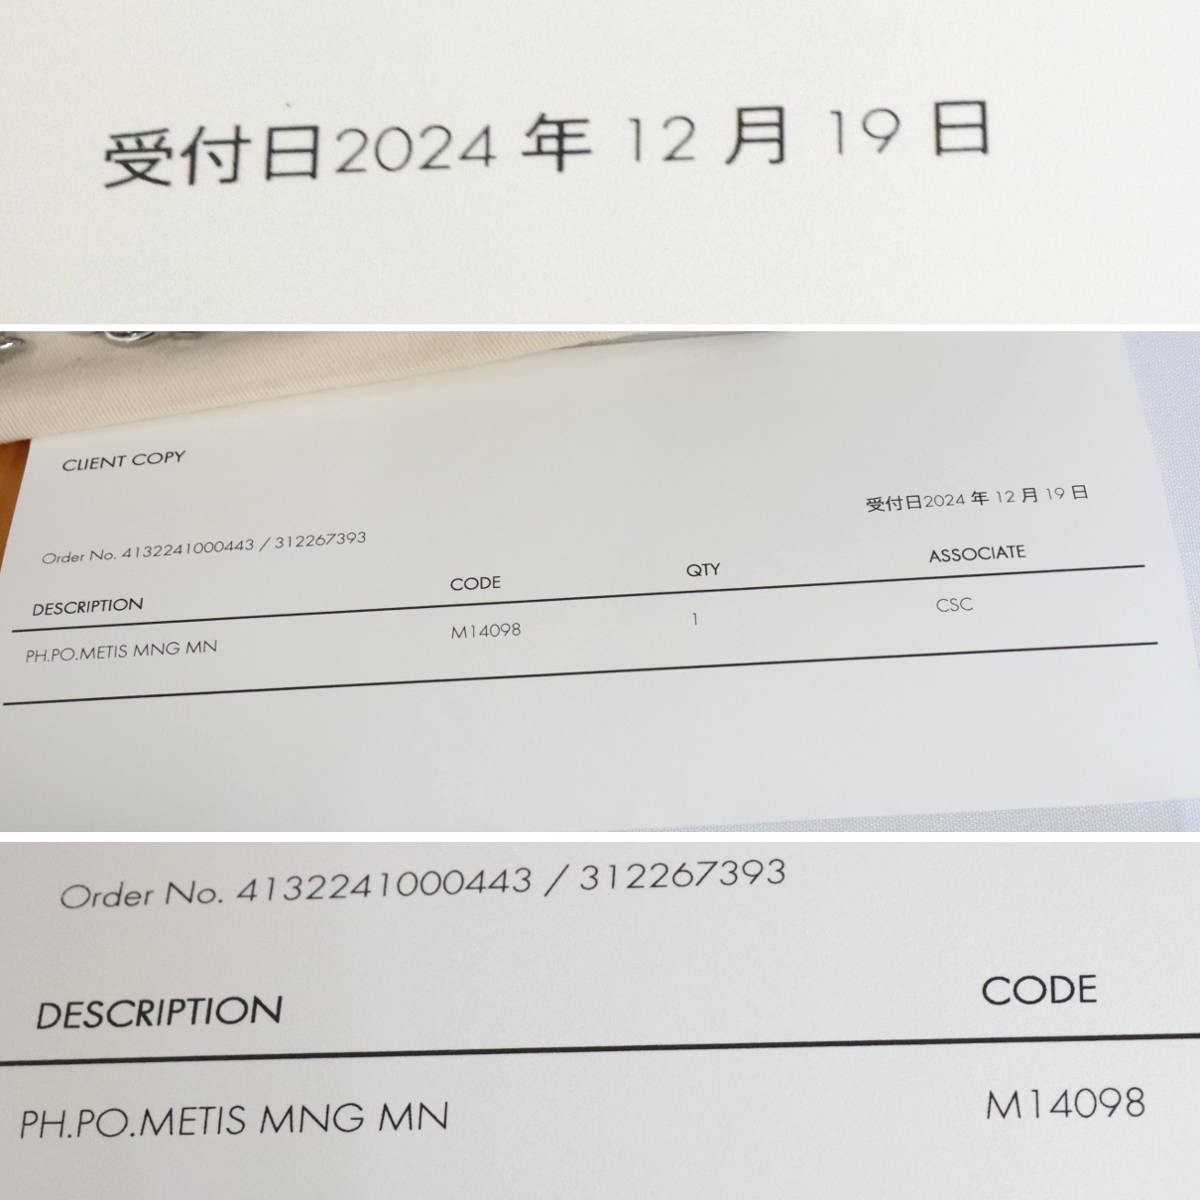 受付日2024 年 12 月 19 日
CLIENT COPY
受付日2024 年 12 月 19 日
Order No. 4132241000443 / 312267393
DESCRIPTION CODE QTY ASSOCIATE
PH.PO.METIS MNG MN M14098 1 CSC
Order No. 4132241000443 / 312267393
DESCRIPTION CODE
PH.PO.METIS MNG MN M14098